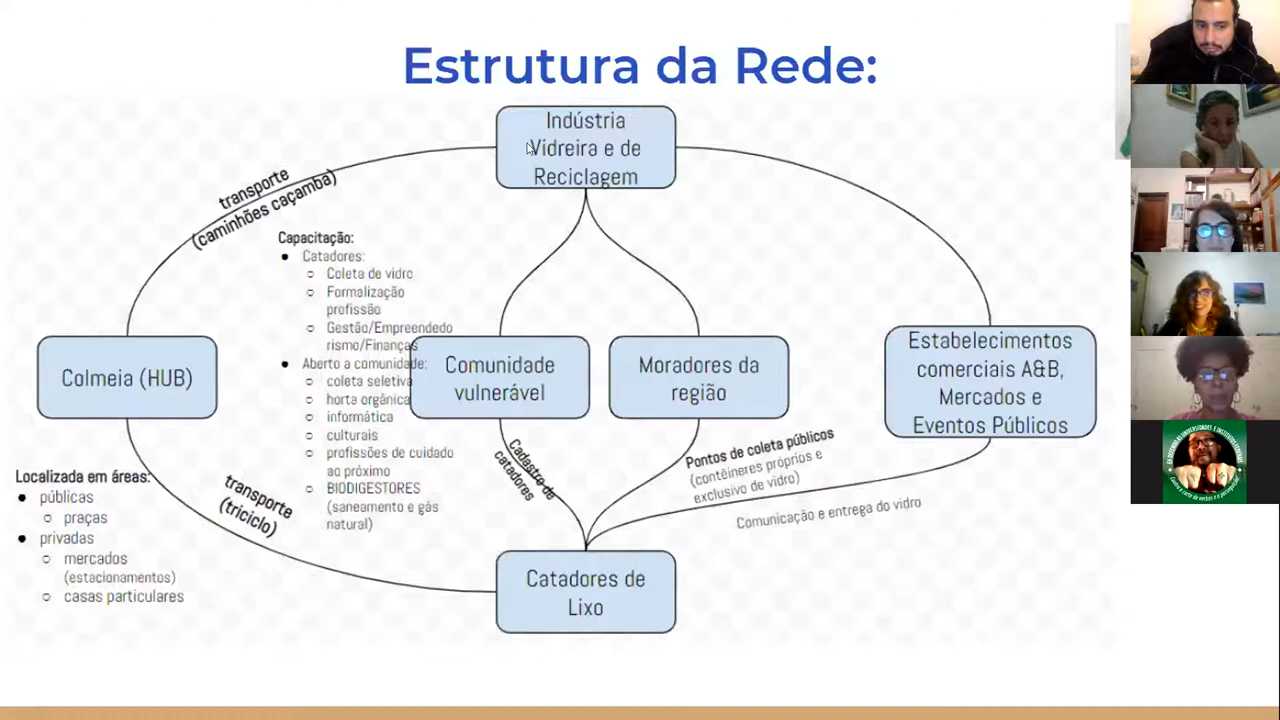 Estrutura da Rede:
Indústria
Vidreira e de
Reciclagem
transporte
(caminhões caçamba)
Capacitação:
Catadores:
Coleta de vidro
Formalização
profissão
Gestão/Empreendedo
rismo/Finanças
Aberto a comunidade:
coleta seletiva
horta orgânica
informática
culturais
profissões de cuidado
ao próximo
BIODIGESTORES
(saneamento e gás
natural)
Colmeia (HUB)
Comunidade
vulnerável
Moradores da
região
Estabelecimentos
comerciais A&B,
Mercados e
Eventos Públicos
Localizada em áreas:
públicas
praças
privadas
mercados
(estacionamentos)
casas particulares
transporte
(triciclo)
Cadastro de
catadores
Pontos de coleta públicos
(contêineres próprios e
exclusivo de vidro)
Comunicação e entrega do vidro
Catadores de
Lixo